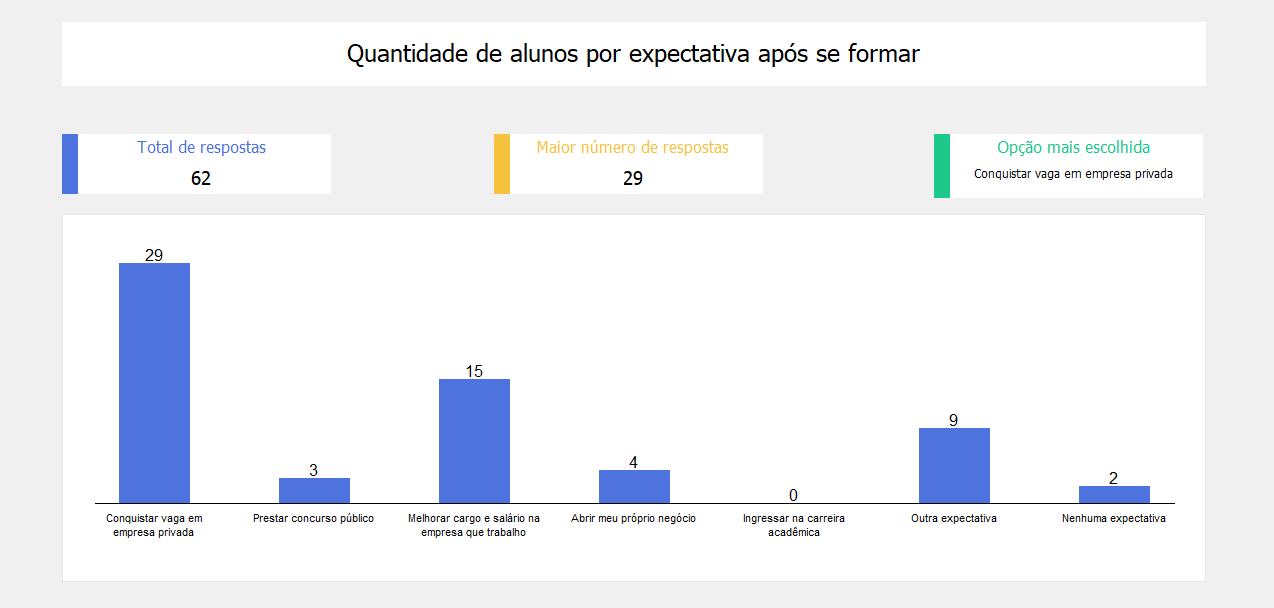 Quantidade de alunos por expectativa após se formar
Total de respostas
62
Maior número de respostas
29
Opção mais escolhida
Conquistar vaga em empresa privada
29
3
15
4
0
9
2
Conquistar vaga em
empresa privada
Prestar concurso público
Melhorar cargo e salário na
empresa que trabalho
Abrir meu próprio negócio
Ingressar na carreira
acadêmica
Outra expectativa
Nenhuma expectativa